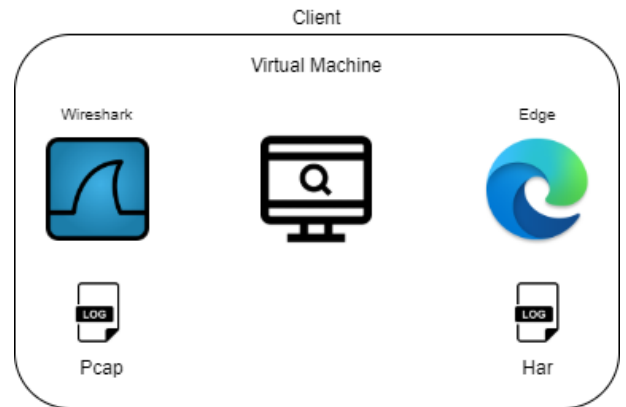 Client
Virtual Machine
Wireshark
Edge
LOG
LOG
Pcap
Har